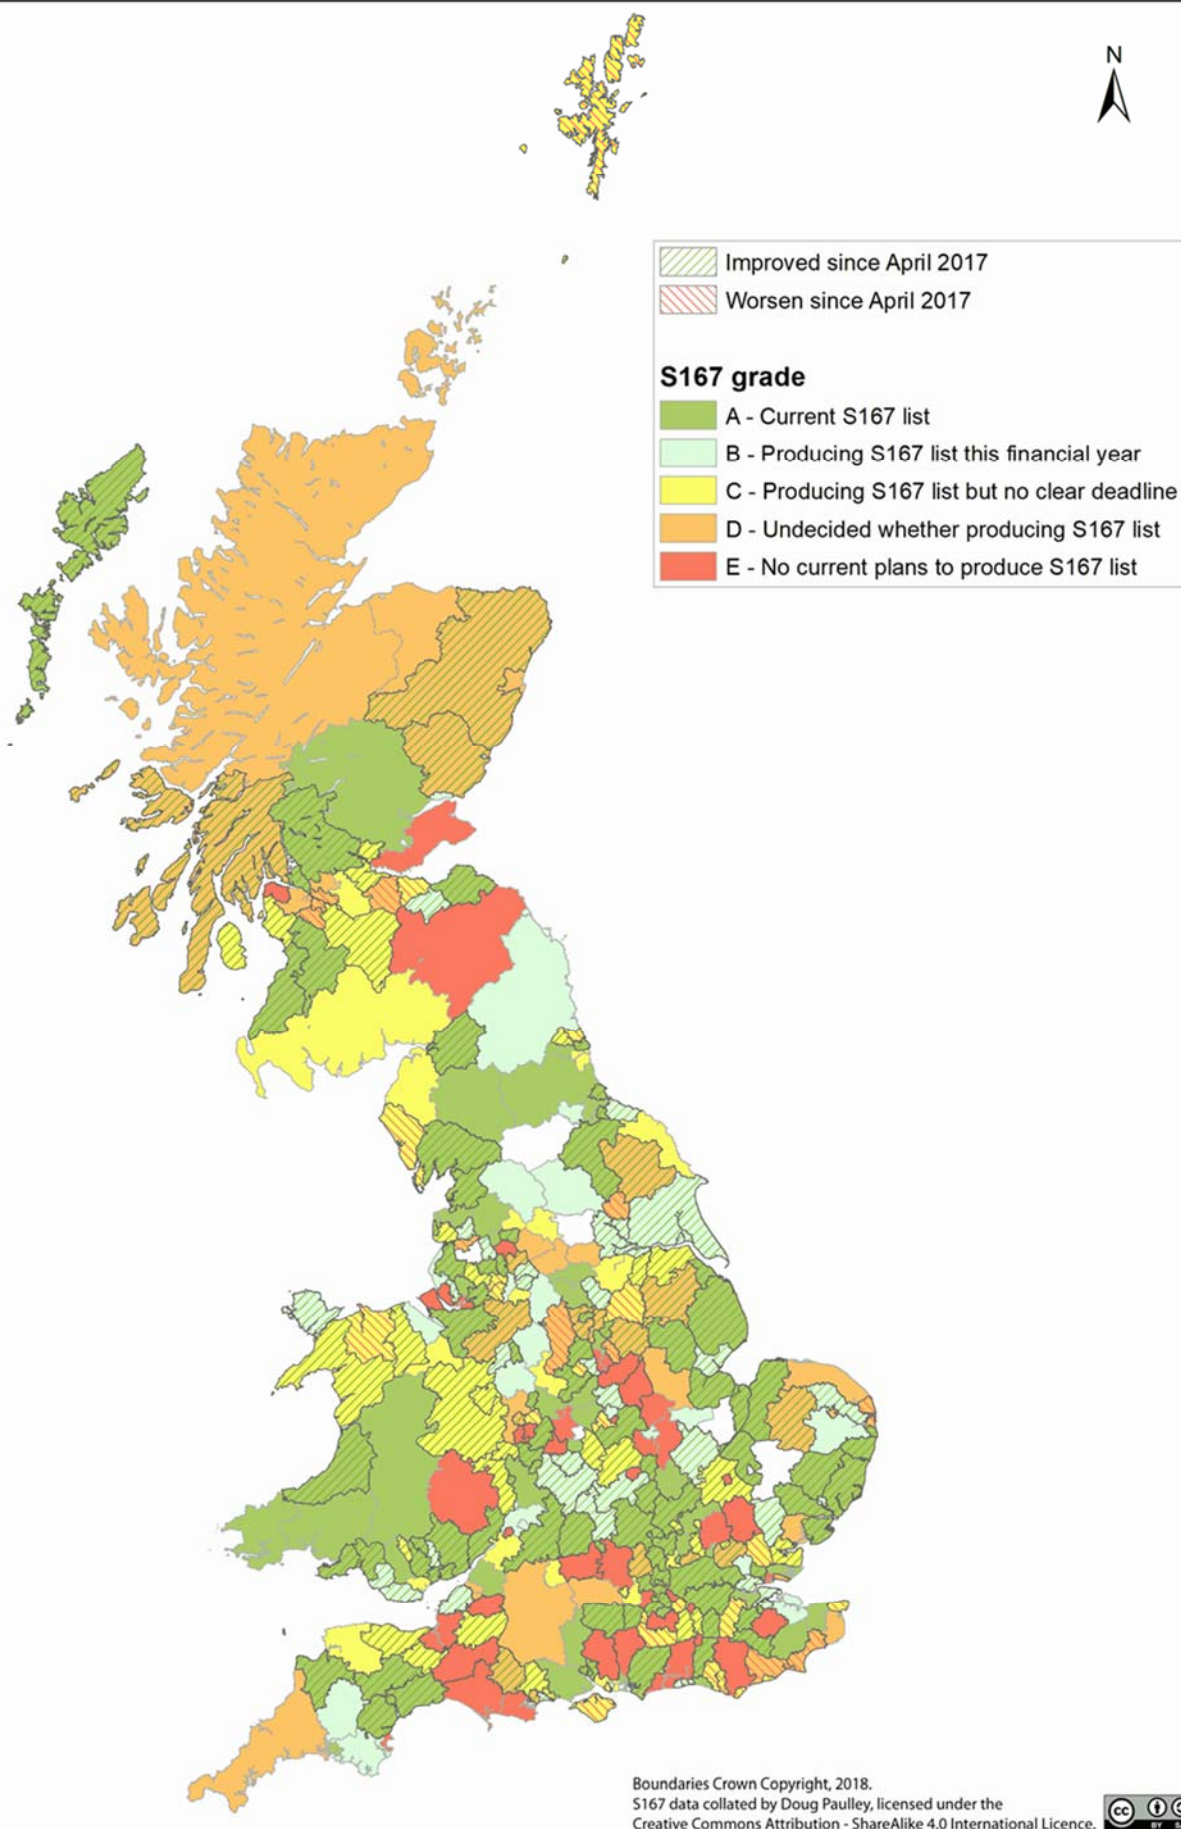 N
Improved since April 2017
Worsen since April 2017
S167 grade
A - Current S167 list
B - Producing S167 list this financial year
C - Producing S167 list but no clear deadline
D - Undecided whether producing S167 list
E - No current plans to produce S167 list
Boundaries Crown Copyright, 2018.
S167 data collated by Doug Paulley, licensed under the
Creative Commons Attribution - ShareAlike 4.0 International Licence.
cc
BY